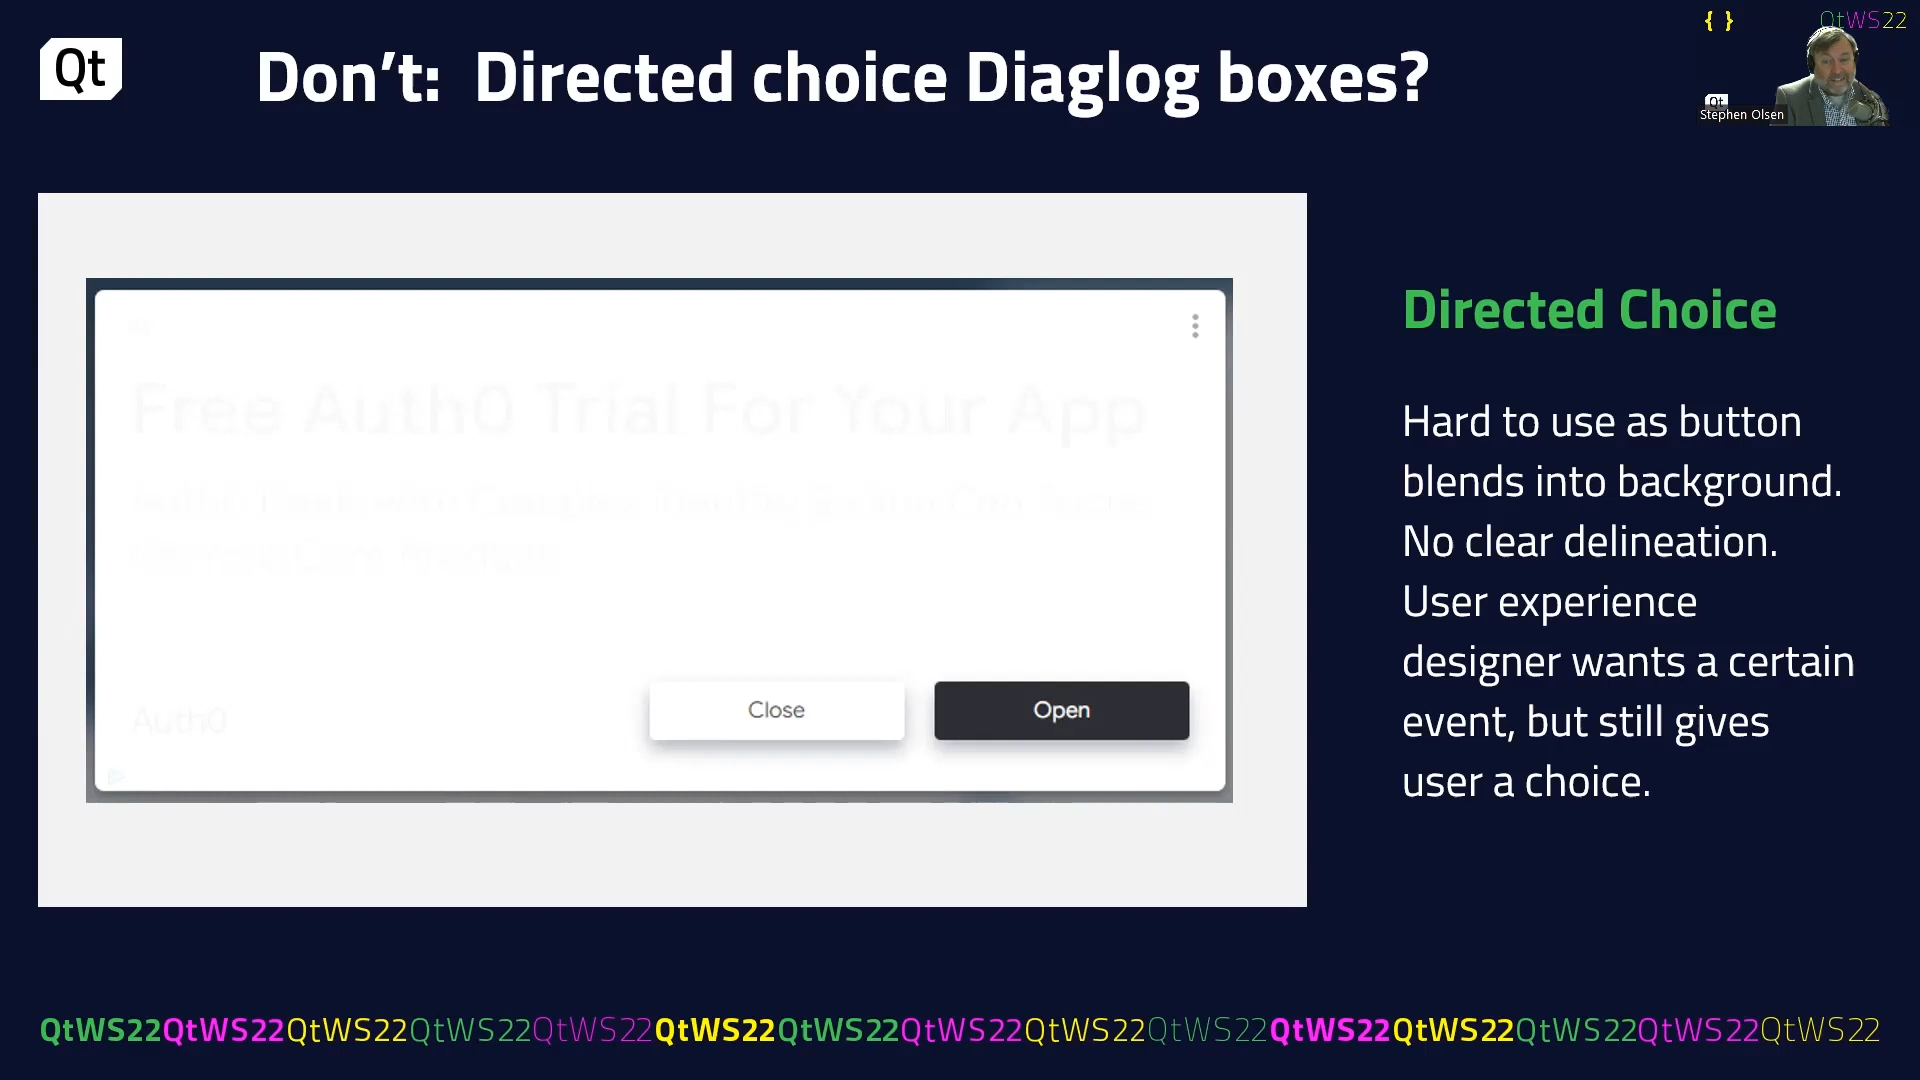 Qt
Don't:  Directed choice Diaglog boxes?
{ }
QtWS22
Qt
Stephen Olsen
Free Auth0 Trial For Your App
Auth0
Close
Open
Directed Choice
Hard to use as button
blends into background.
No clear delineation.
User experience
designer wants a certain
event, but still gives
user a choice.
QtWS22QtWS22QtWS22QtWS22QtWS22QtWS22QtWS22QtWS22QtWS22QtWS22QtWS22QtWS22QtWS22QtWS22QtWS22